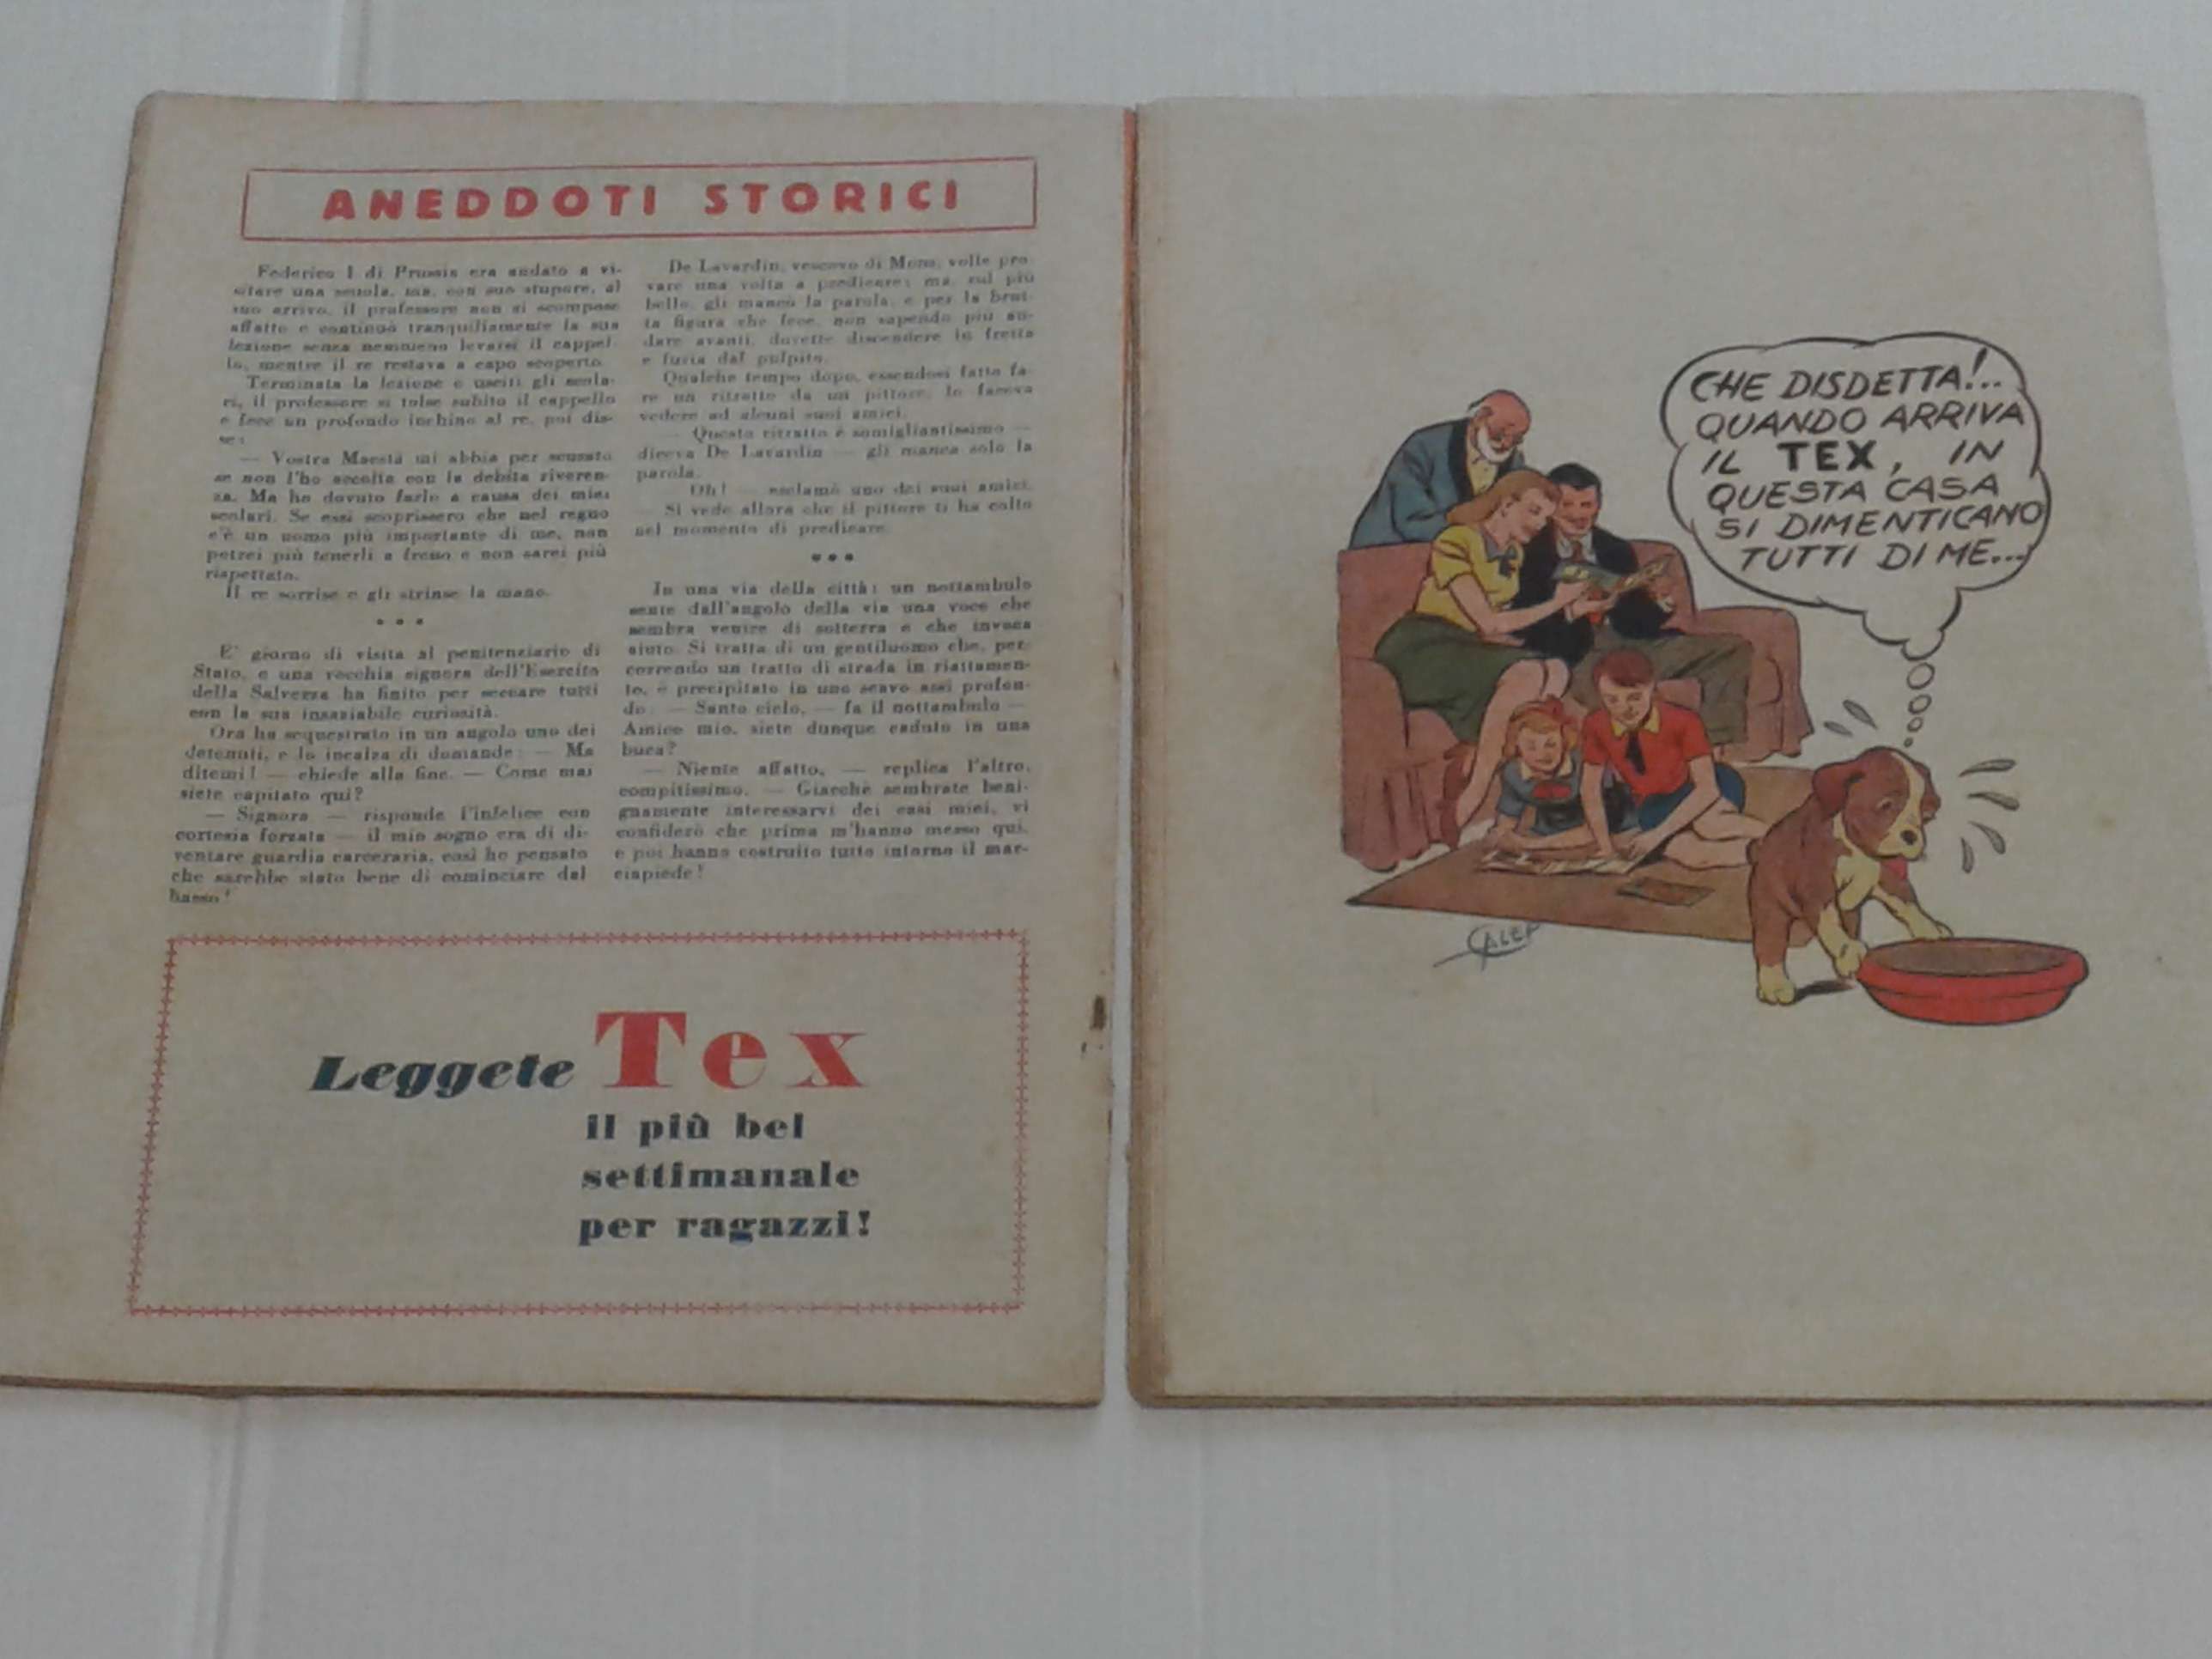 ANEDDOTI STORICI
Federico I di Prussia era andato a vi-
sitare una scuola, ma, con suo stupore, al
suo arrivo, il professore non si scompose
affatto e continuò tranquillamente la sua
lezione senza nemmeno levarsi il cappel-
lo, mentre il re restava a capo scoperto.
Terminata la lezione e usciti gli scola-
ri, il professore si tolse subito il cappello
e fece un profondo inchino al re, poi dis-
se:
— Vostra Maestà mi abbia per scusato
se non l'ho accolta con la debita riveren-
za. Ma ho dovuto farlo a causa dei miei
scolari. Se essi scoprissero che nel regno
c'è un uomo più importante di me, non
potrei più tenerli a freno e non sarei più
rispettato.
Il re sorrise e gli strinse la mano.
* * *
E' giorno di visita al penitenziario di
Stato, e una vecchia signora dell'Esercito
della Salvezza ha finito per seccare tutti
con la sua insaziabile curiosità.
Ora ha sequestrato in un angolo uno dei
detenuti, e lo incalza di domande: — Ma
ditemi! — chiede alla fine. — Come mai
siete capitato qui?
— Signora — risponde l'infelice con
cortesia forzata — il mio sogno era di di-
ventare guardia carceraria, così ho pensato
che sarebbe stato bene di cominciare dal
basso!
De Lavardin, vescovo di Mons, volle pro-
vare una volta a predicare; ma, sul più
bello, gli mancò la parola, e per la brut-
ta figura che fece, non sapendo più an-
dare avanti, dovette discendere in fretta
e furia dal pulpito.
Qualche tempo dopo, essendosi fatto fa-
re un ritratto da un pittore, lo faceva
vedere ad alcuni suoi amici.
— Questo ritratto è somigliantissimo —
diceva De Lavardin — gli manca solo la
parola.
— Oh! — esclamò uno dei suoi amici.
— Si vede allora che il pittore ti ha colto
nel momento di predicare.
* * *
In una via della città: un nottambulo
sente dall'angolo della via una voce che
sembra venire di sotterra e che invoca
aiuto. Si tratta di un gentiluomo che, per-
correndo un tratto di strada in riattamen-
to, è precipitato in uno scavo assai profon-
do. — Santo cielo, — fa il nottambulo —
Amico mio, siete dunque caduto in una
buca?
— Niente affatto, — replica l'altro,
compitissimo. — Giacchè sembrate beni-
gnamente interessarvi dei casi miei, vi
confiderò che prima m'hanno messo qui,
e poi hanno costruito tutto intorno il mar-
ciapiede!
Leggete Tex
il più bel
settimanale
per ragazzi!
CHE DISDETTA!..
QUANDO ARRIVA
IL TEX, IN
QUESTA CASA
SI DIMENTICANO
TUTTI DI ME...